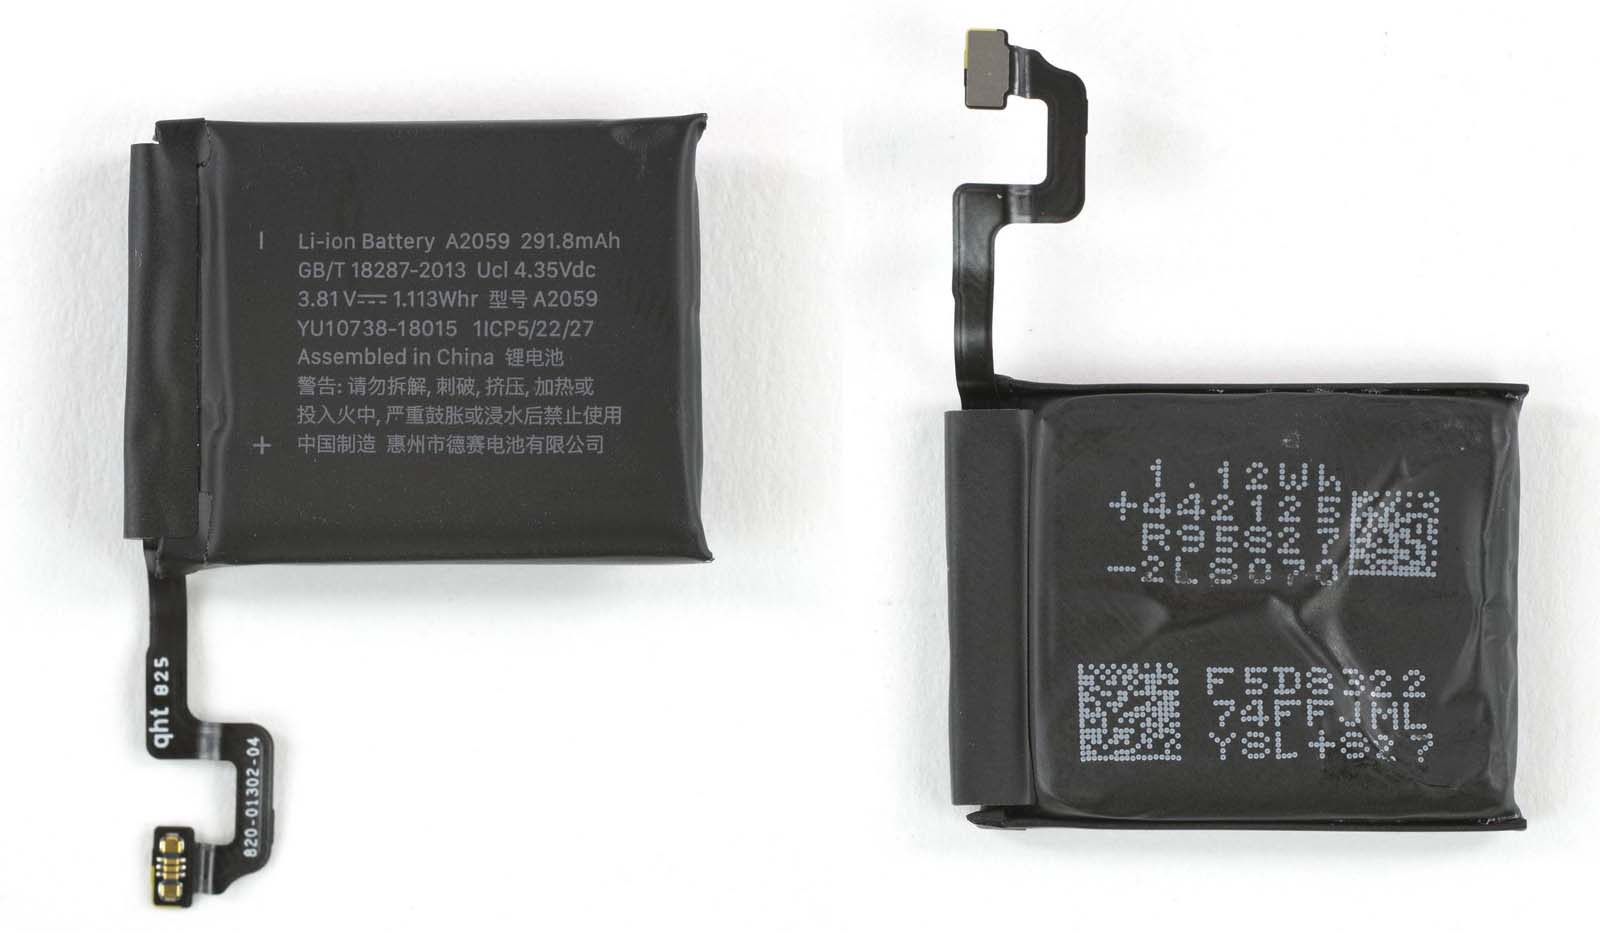 Li-ion Battery A2059 291.8mAh
GB/T 18287-2013 Ucl 4.35Vdc
3.81V⎓ 1.113Whr 型号 A2059
YU10738-18015 1ICP5/22/27
Assembled in China 锂电池
警告: 请勿拆解, 刺破, 挤压, 加热或
投入火中, 严重鼓胀或浸水后禁止使用
+ 中国制造 惠州市德赛电池有限公司
qht 825
820-01302-04
1.12Wh
+442125
-2L8070
F5D8322
74FFJML